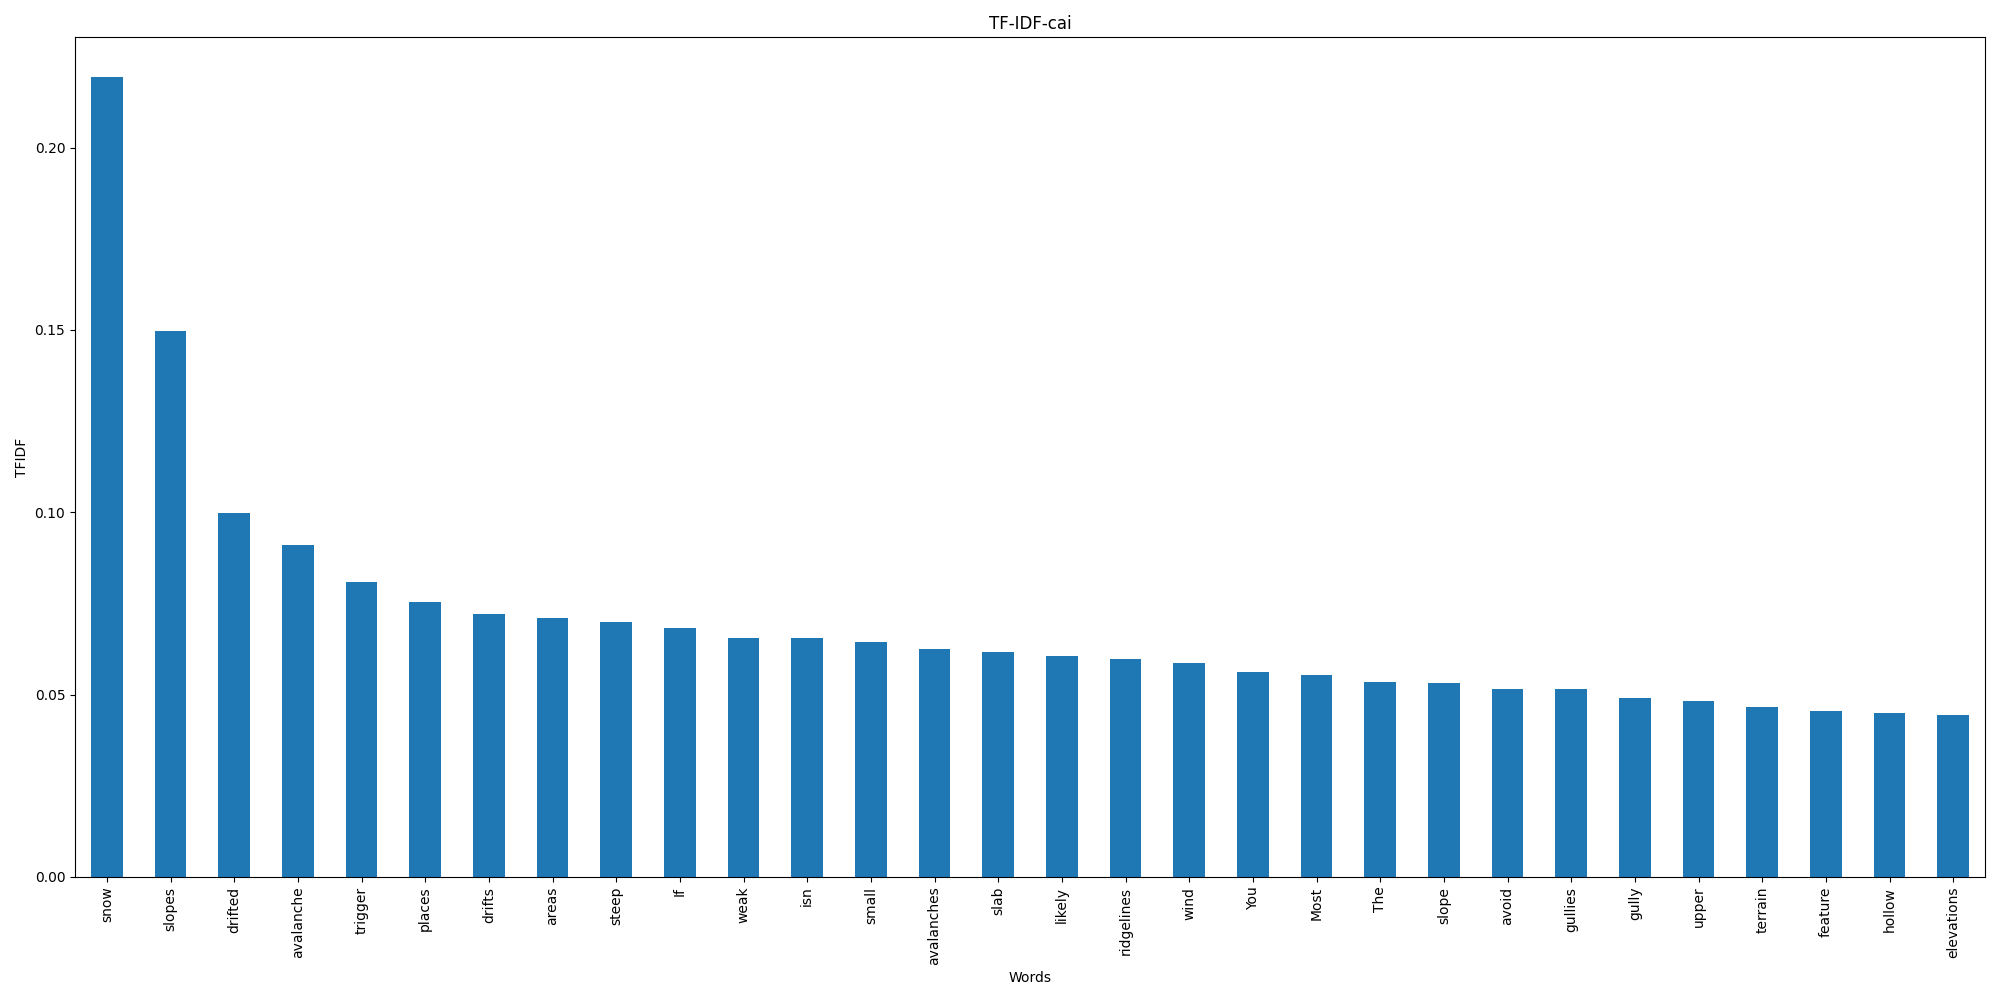 TF-IDF-cai
TFIDF
0.20
0.15
0.10
0.05
0.00
snow
slopes
drifted
avalanche
trigger
places
drifts
areas
steep
If
weak
isn
small
avalanches
slab
likely
ridgelines
wind
You
Most
The
slope
avoid
gullies
gully
upper
terrain
feature
hollow
elevations
Words